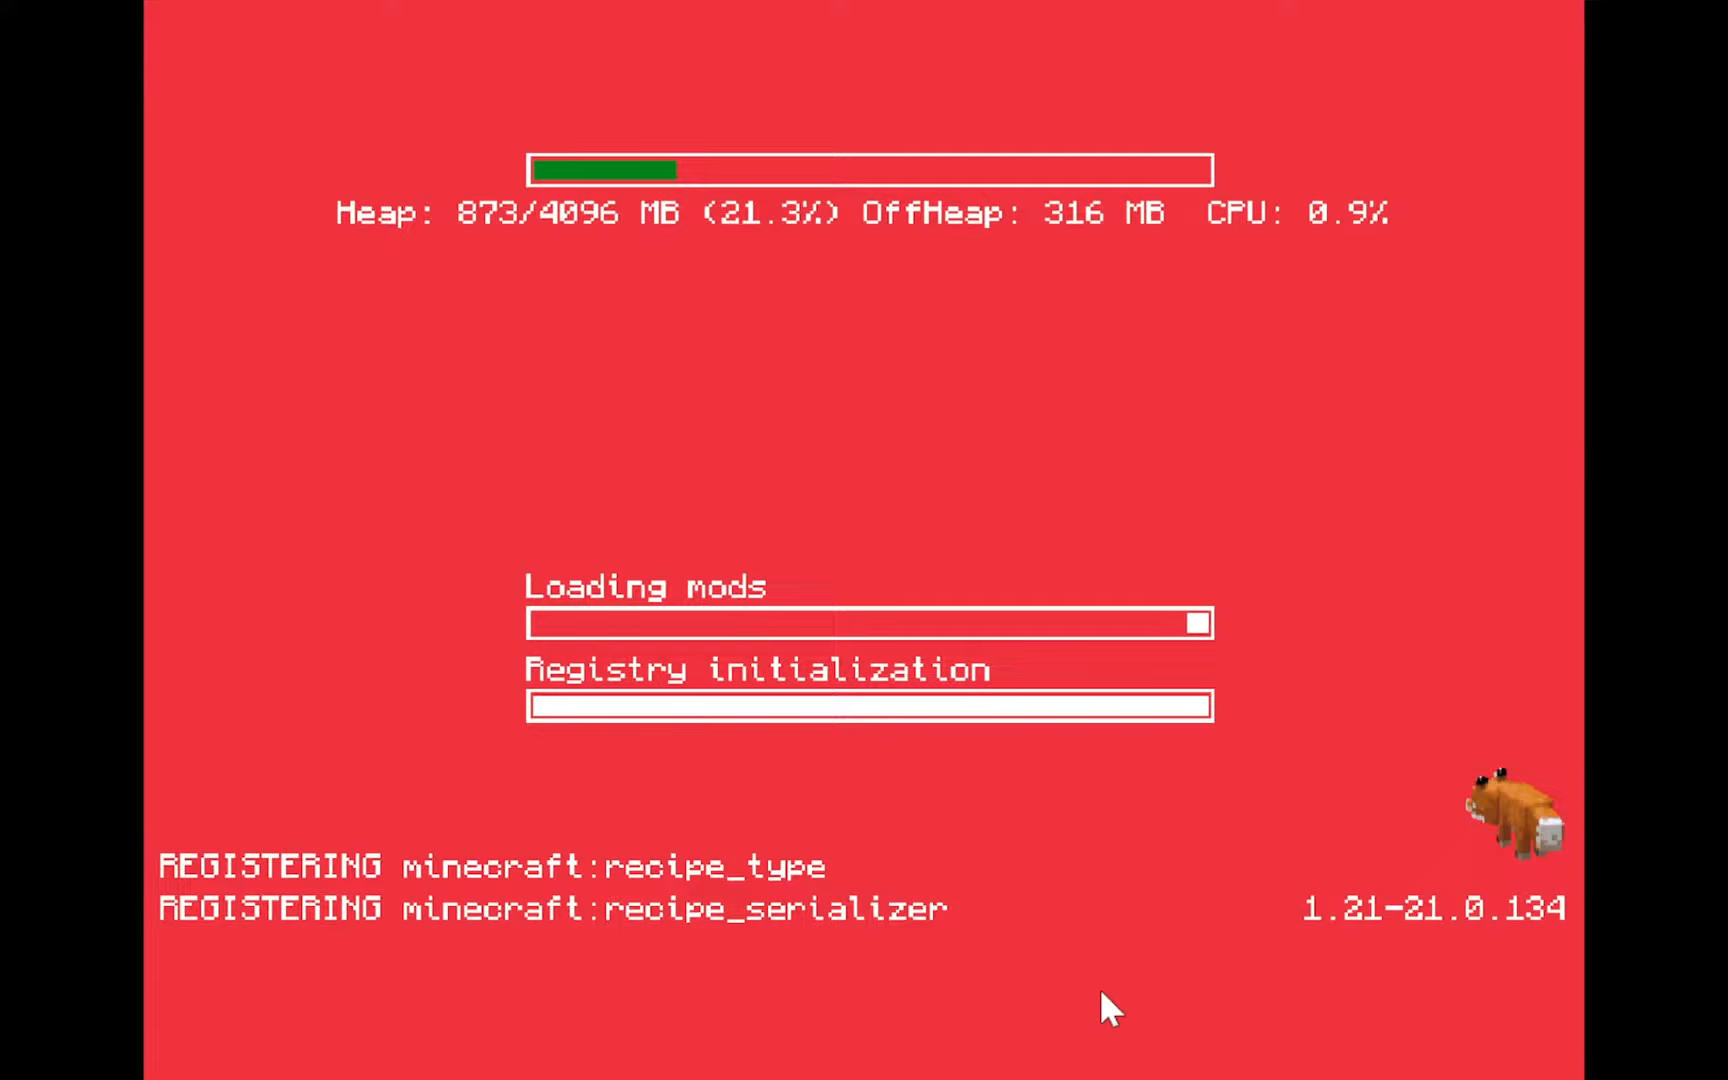 Heap: 873/4096 MB (21.3%) OffHeap: 316 MB CPU: 0.9%
Loading mods
Registry initialization
REGISTERING minecraft:recipe_type
REGISTERING minecraft:recipe_serializer
1.21-21.0.134